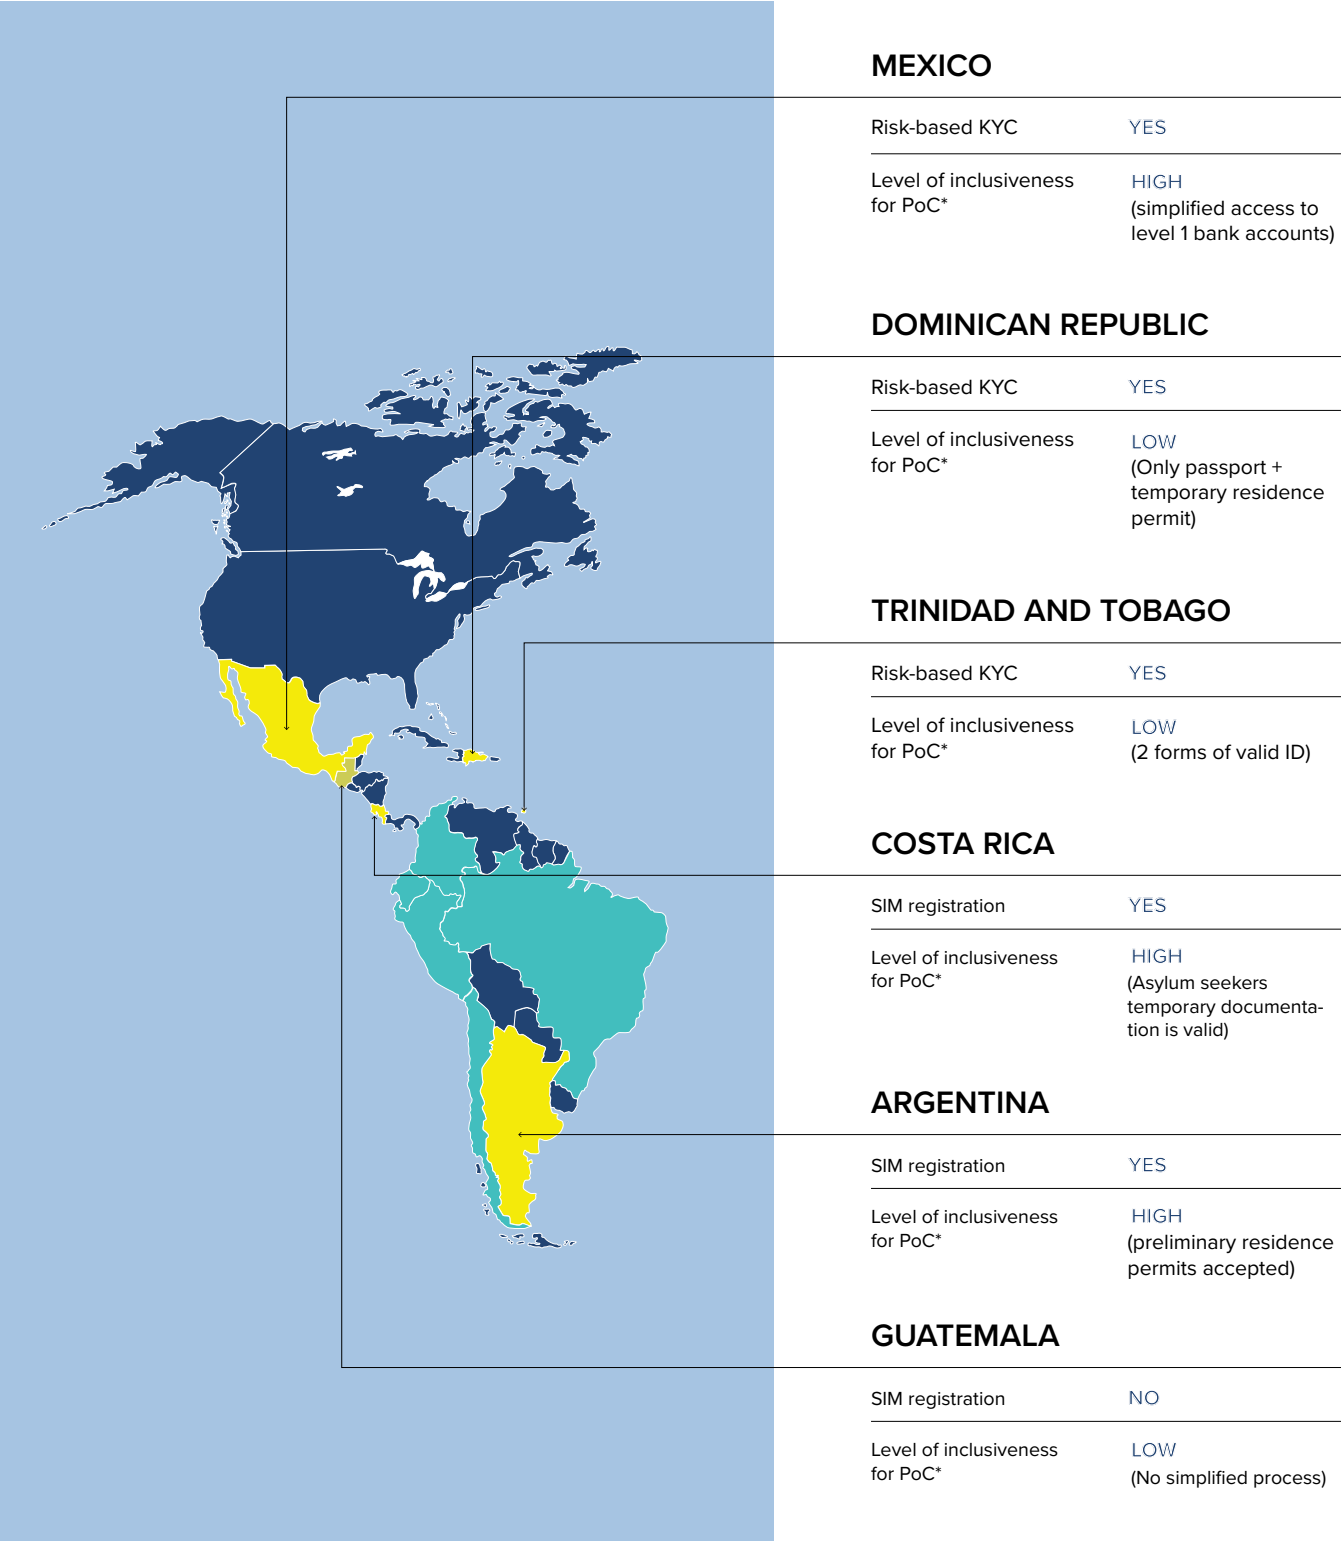 MEXICO
Risk-based KYC YES
Level of inclusiveness HIGH
for PoC* (simplified access to
level 1 bank accounts)
DOMINICAN REPUBLIC
Risk-based KYC YES
Level of inclusiveness LOW
for PoC* (Only passport +
temporary residence
permit)
TRINIDAD AND TOBAGO
Risk-based KYC YES
Level of inclusiveness LOW
for PoC* (2 forms of valid ID)
COSTA RICA
SIM registration YES
Level of inclusiveness HIGH
for PoC* (Asylum seekers
temporary documenta-
tion is valid)
ARGENTINA
SIM registration YES
Level of inclusiveness HIGH
for PoC* (preliminary residence
permits accepted)
GUATEMALA
SIM registration NO
Level of inclusiveness LOW
for PoC* (No simplified process)